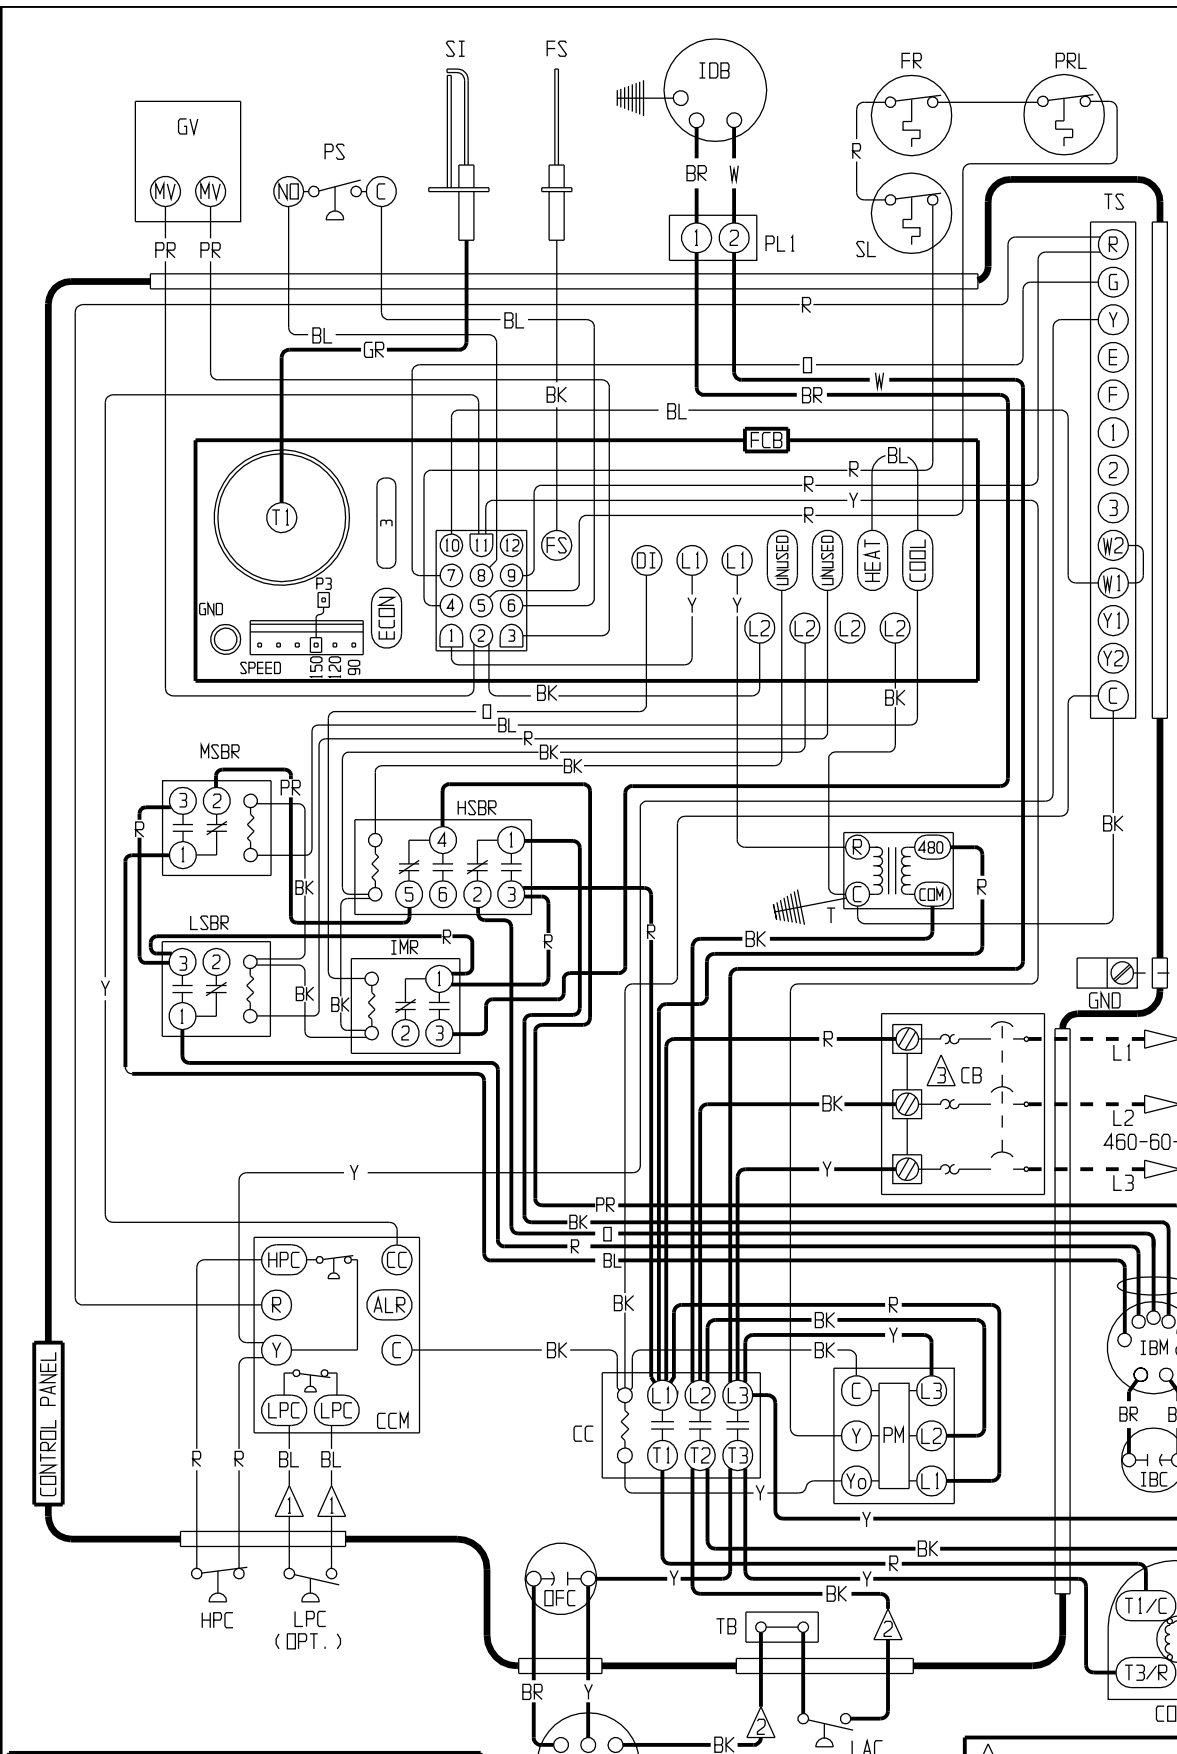 SI
FS
IDB
FR
PRL
GV
PS
MV
MV
NO
C
R
BR
W
SL
TS
PR
PR
1
2
PL1
R
G
Y
E
F
1
2
3
W2
W1
Y1
Y2
C
R
BL
BL
GR
O
W
BK
BR
BL
FCB
BL
R
R
Y
R
T1
3
10
11
12
FS
7
8
9
4
5
6
1
2
3
OI
L1
L1
UNUSED
UNUSED
HEAT
COOL
P3
GND
ECON
Y
Y
L2
L2
L2
L2
SPEED
150
120
90
BK
BK
O
BL
R
BK
BK
MSBR
PR
3
2
R
1
HSBR
4
1
5
6
2
3
BK
BK
R
480
C
COM
T
R
LSBR
R
R
R
BK
3
2
IMR
1
Y
BK
BK
1
2
3
GND
R
3
CB
L1
BK
L2
460-60-
Y
Y
L3
PR
BK
O
R
BL
HPC
CC
R
ALR
Y
C
BK
BK
R
BK
Y
BK
IBM
LPC
LPC
CCM
CONTROL PANEL
L1
L2
L3
C
L3
CC
Y
PM
L2
T1
T2
T3
Yo
L1
BR
B
IBC
R
R
BL
BL
1
1
Y
Y
BK
R
Y
Y
BK
HPC
LPC
(OPT.)
OFC
TB
2
T1/C
T3/R
BR
Y
2
CO
BK
LAC